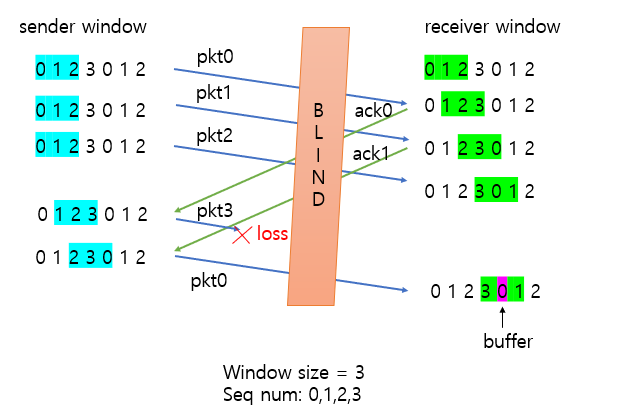 sender window
receiver window
0 1 2 3 0 1 2
pkt0
0 1 2 3 0 1 2
0 1 2 3 0 1 2
pkt1
ack0
0 1 2 3 0 1 2
0 1 2 3 0 1 2
pkt2
ack1
0 1 2 3 0 1 2
BLIND
0 1 2 3 0 1 2
0 1 2 3 0 1 2
pkt3
loss
0 1 2 3 0 1 2
pkt0
0 1 2 3 0 1 2
buffer
Window size = 3
Seq num: 0,1,2,3